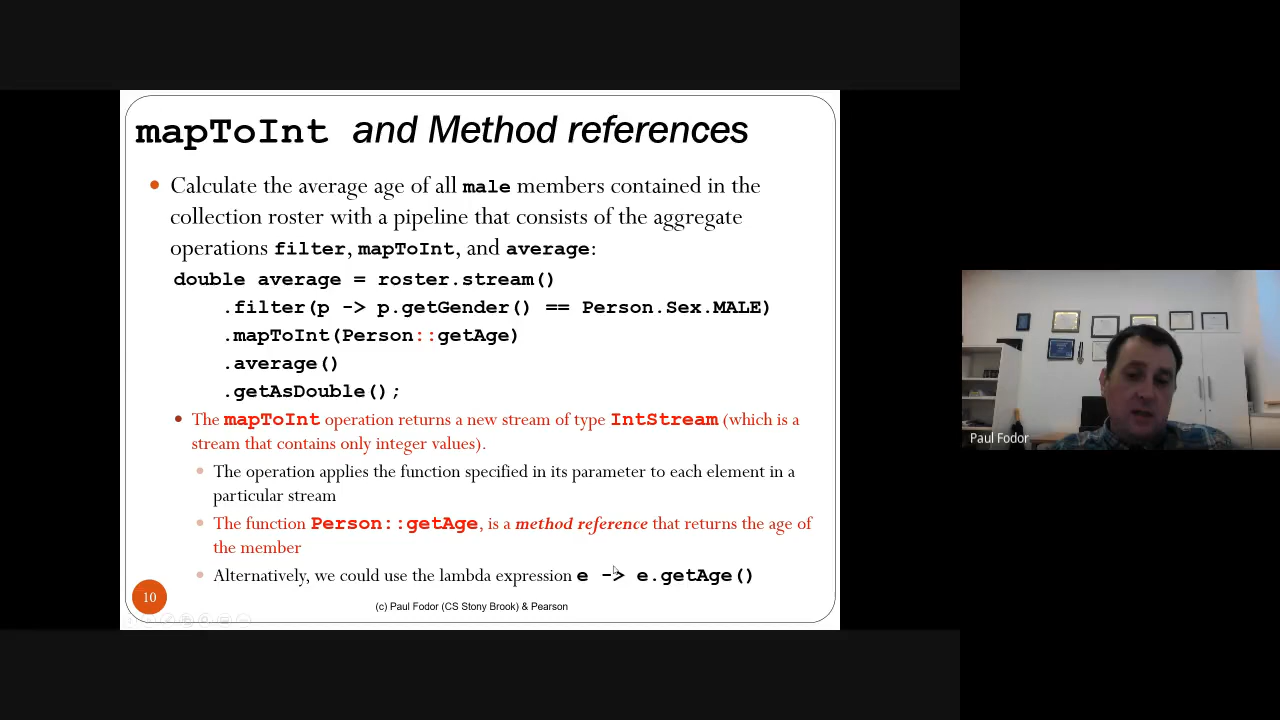 mapToInt and Method references
• Calculate the average age of all male members contained in the
collection roster with a pipeline that consists of the aggregate
operations filter, mapToInt, and average:
double average = roster.stream()
.filter(p -> p.getGender() == Person.Sex.MALE)
.mapToInt(Person::getAge)
.average()
.getAsDouble();
• The mapToInt operation returns a new stream of type IntStream (which is a
stream that contains only integer values).
• The operation applies the function specified in its parameter to each element in a
particular stream
• The function Person::getAge, is a method reference that returns the age of
the member
• Alternatively, we could use the lambda expression e -> e.getAge()
10
(c) Paul Fodor (CS Stony Brook) & Pearson
Paul Fodor